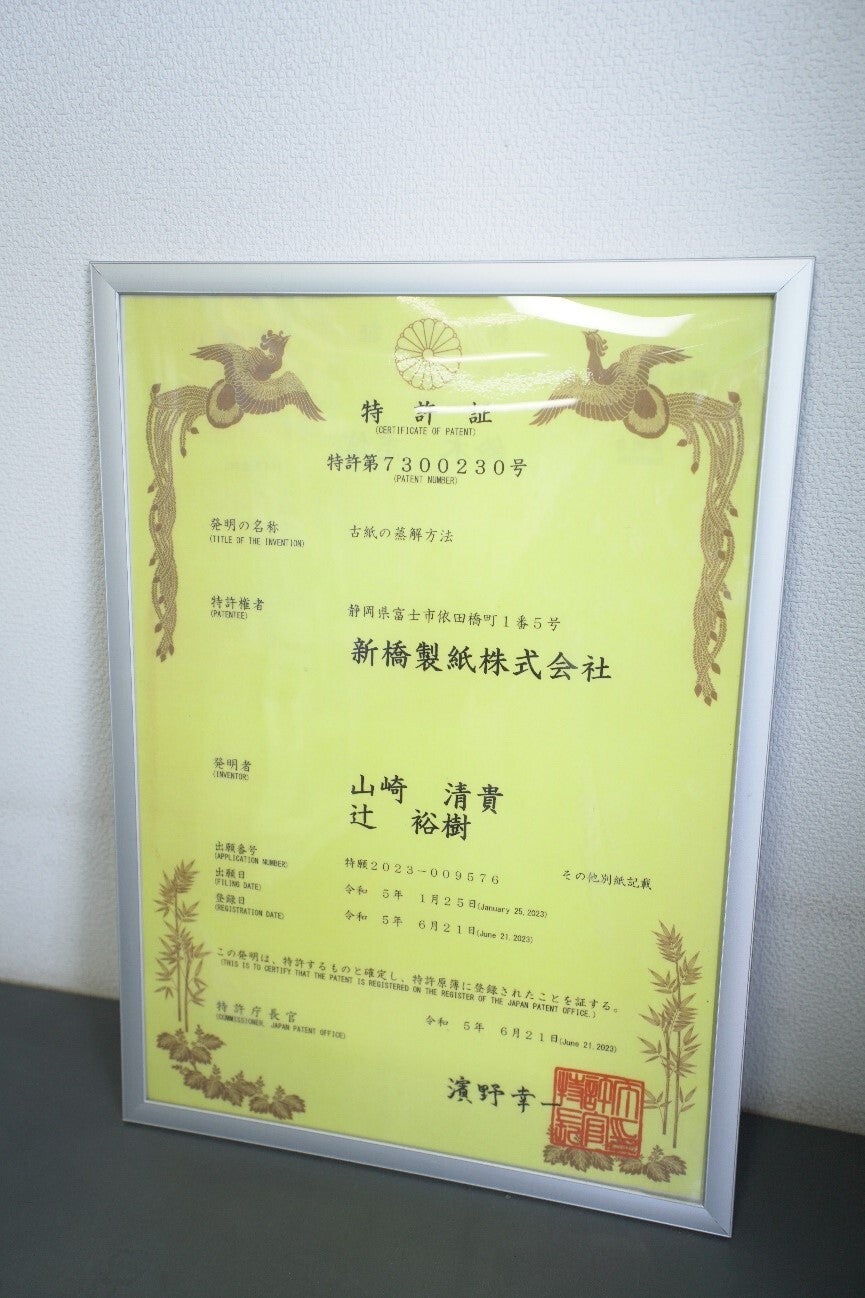 特許証
(CERTIFICATE OF PATENT)
特許第7300230号
(PATENT NUMBER)
発明の名称
(TITLE OF THE INVENTION)
古紙の蒸解方法
特許権者
(PATENTEE)
静岡県富士市依田橋町1番5号
新橋製紙株式会社
発明者
(INVENTOR)
山崎 清貴
辻 裕樹
その他別紙記載
出願番号
(APPLICATION NUMBER)
特願2023-009576
出願日
(FILING DATE)
令和 5年 1月25日(January 25,2023)
登録日
(REGISTRATION DATE)
令和 5年 6月21日(June 21,2023)
この発明は、特許するものと確定し、特許原簿に登録されたことを証する。
(THIS IS TO CERTIFY THAT THE PATENT IS REGISTERED ON THE REGISTER OF THE JAPAN PATENT OFFICE.)
令和 5年 6月21日(June 21,2023)
特許庁長官
(COMMISSIONER, JAPAN PATENT OFFICE)
濱野幸一
特許庁長官之印